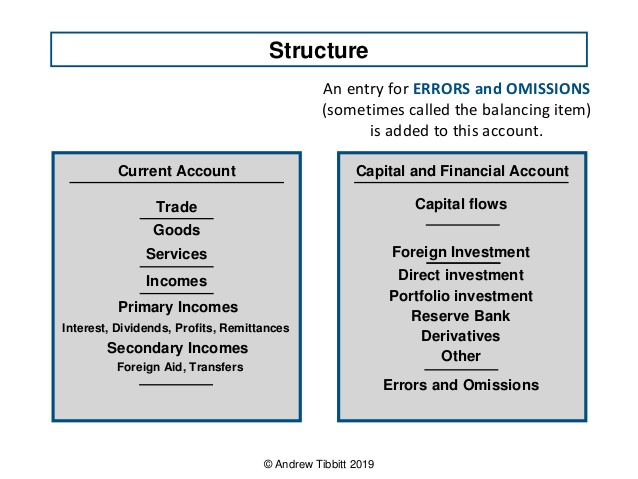 Structure
An entry for ERRORS and OMISSIONS
(sometimes called the balancing item)
is added to this account.
Current Account
Trade
Goods
Services
Incomes
Primary Incomes
Interest, Dividends, Profits, Remittances
Secondary Incomes
Foreign Aid, Transfers
Capital and Financial Account
Capital flows
Foreign Investment
Direct investment
Portfolio investment
Reserve Bank
Derivatives
Other
Errors and Omissions
© Andrew Tibbitt 2019